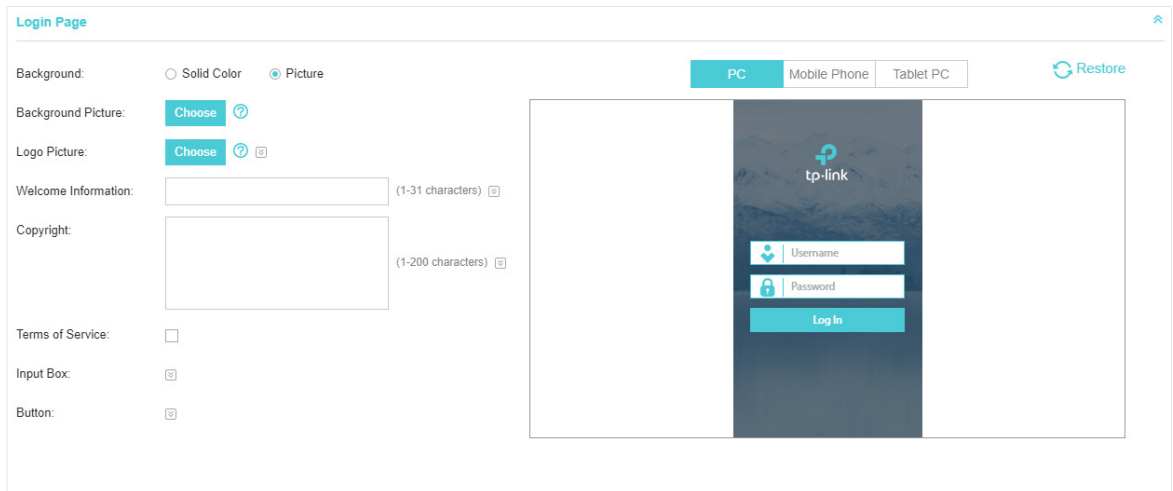 Login Page
Background:
Solid Color
Picture
PC
Mobile Phone
Tablet PC
Restore
Background Picture:
Choose
?
Logo Picture:
Choose
?
tp-link
Welcome Information:
(1-31 characters)
Copyright:
(1-200 characters)
Username
Password
Log In
Terms of Service:
Input Box:
Button: